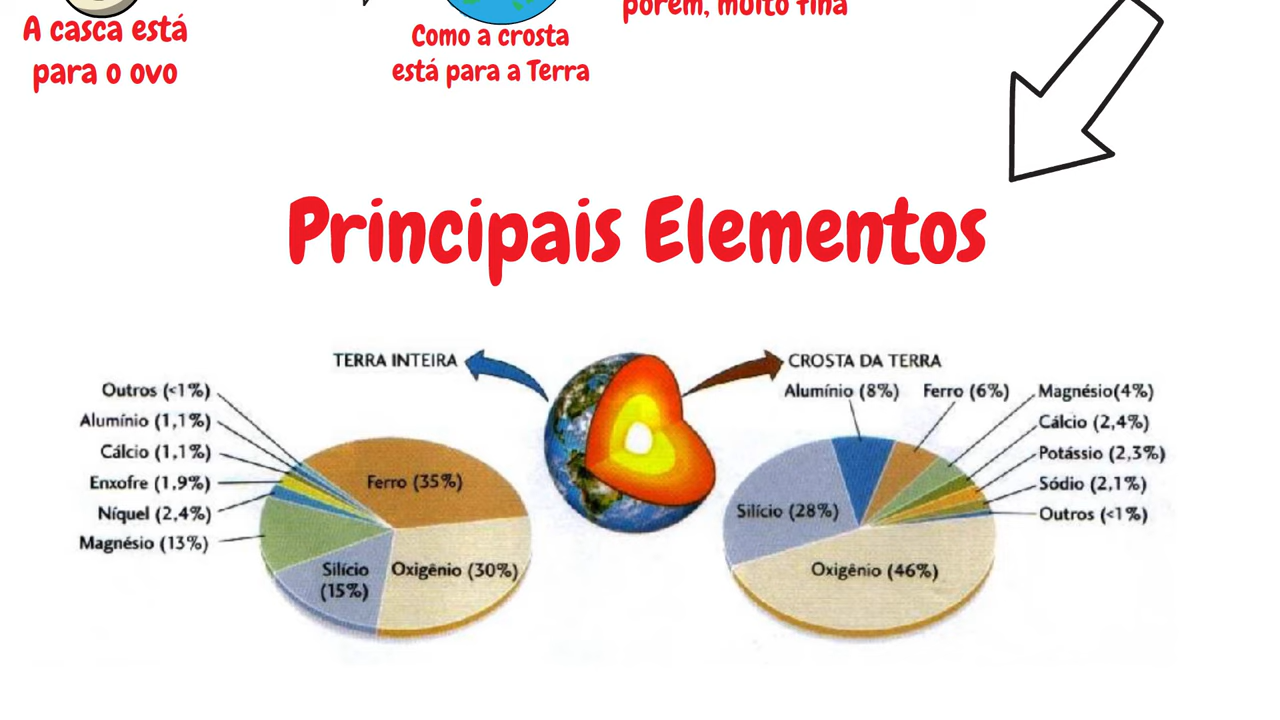 porém, muito fina
A casca está
para o ovo
Como a crosta
está para a Terra
Principais Elementos
TERRA INTEIRA
Outros (<1%)
Alumínio (1,1%)
Cálcio (1,1%)
Enxofre (1,9%)
Níquel (2,4%)
Magnésio (13%)
Ferro (35%)
Silício
(15%)
Oxigênio (30%)
CROSTA DA TERRA
Alumínio (8%)
Ferro (6%)
Magnésio(4%)
Cálcio (2,4%)
Potássio (2,3%)
Sódio (2,1%)
Outros (<1%)
Silício (28%)
Oxigênio (46%)